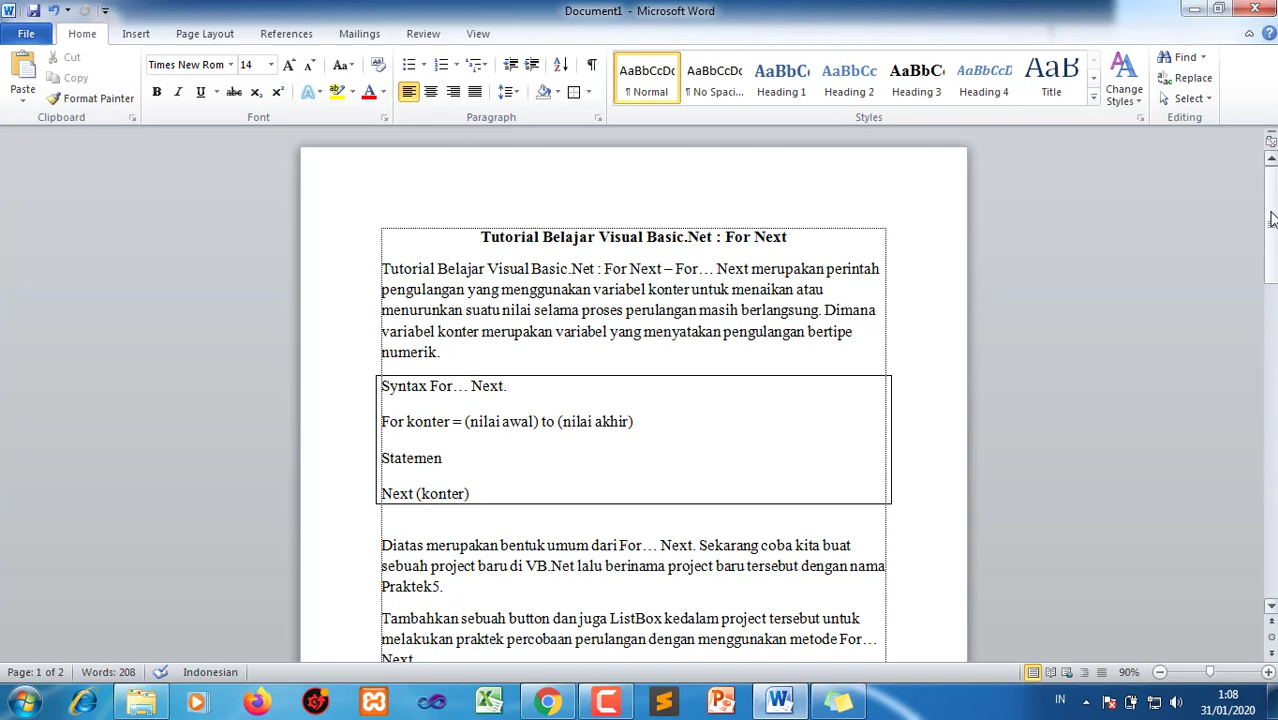 Document1 - Microsoft Word
File Home Insert Page Layout References Mailings Review View
Paste
Cut
Copy
Format Painter
Clipboard
Times New Rom 14
Font
Paragraph
AaBbCcDc AaBbCcDc AaBbC AaBbCc AaBbCc AaBbCcD AaB
¶ Normal ¶ No Spaci... Heading 1 Heading 2 Heading 3 Heading 4 Title
Change Styles
Styles
Find
Replace
Select
Editing
Tutorial Belajar Visual Basic.Net : For Next
Tutorial Belajar Visual Basic.Net : For Next – For… Next merupakan perintah
pengulangan yang menggunakan variabel konter untuk menaikan atau
menurunkan suatu nilai selama proses perulangan masih berlangsung. Dimana
variabel konter merupakan variabel yang menyatakan pengulangan bertipe
numerik.
Syntax For… Next.
For konter = (nilai awal) to (nilai akhir)
Statemen
Next (konter)
Diatas merupakan bentuk umum dari For… Next. Sekarang coba kita buat
sebuah project baru di VB.Net lalu berinama project baru tersebut dengan nama
Praktek5.
Tambahkan sebuah button dan juga ListBox kedalam project tersebut untuk
melakukan praktek percobaan perulangan dengan menggunakan metode For…
Next
Page: 1 of 2 Words: 208 Indonesian 90%
IN 1:08
31/01/2020